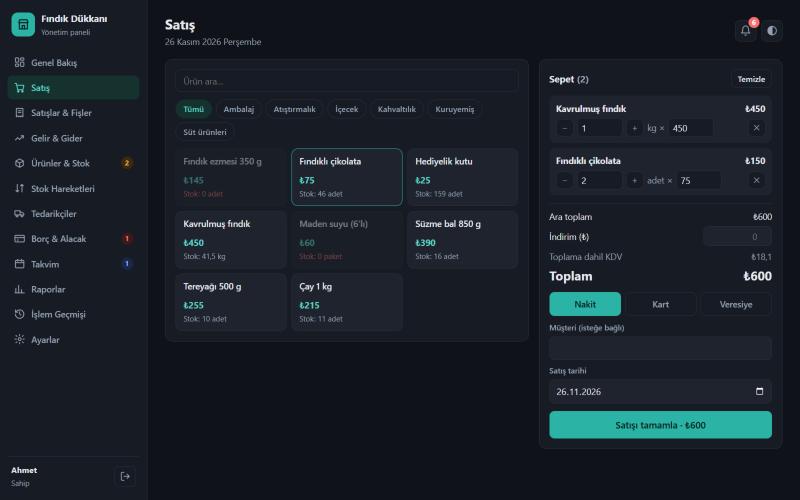 Fındık Dükkanı
Yönetim paneli
Genel Bakış
Satış
Satışlar & Fişler
Gelir & Gider
Ürünler & Stok 2
Stok Hareketleri
Tedarikçiler
Borç & Alacak 1
Takvim 1
Raporlar
İşlem Geçmişi
Ayarlar
Ahmet
Sahip
Satış
26 Kasım 2026 Perşembe
6
Ürün ara...
Tümü Ambalaj Atıştırmalık İçecek Kahvaltılık Kuruyemiş
Süt ürünleri
Fındık ezmesi 350 g
₺145
Stok: 0 adet
Fındıklı çikolata
₺75
Stok: 46 adet
Hediyelik kutu
₺25
Stok: 159 adet
Kavrulmuş fındık
₺450
Stok: 41,5 kg
Maden suyu (6'lı)
₺60
Stok: 0 paket
Süzme bal 850 g
₺390
Stok: 16 adet
Tereyağı 500 g
₺255
Stok: 10 adet
Çay 1 kg
₺215
Stok: 11 adet
Sepet (2) Temizle
Kavrulmuş fındık ₺450
− 1 + kg × 450 ×
Fındıklı çikolata ₺150
− 2 + adet × 75 ×
Ara toplam ₺600
İndirim (₺) 0
Toplama dahil KDV ₺18,1
Toplam ₺600
Nakit Kart Veresiye
Müşteri (isteğe bağlı)
Satış tarihi
26.11.2026
Satışı tamamla - ₺600